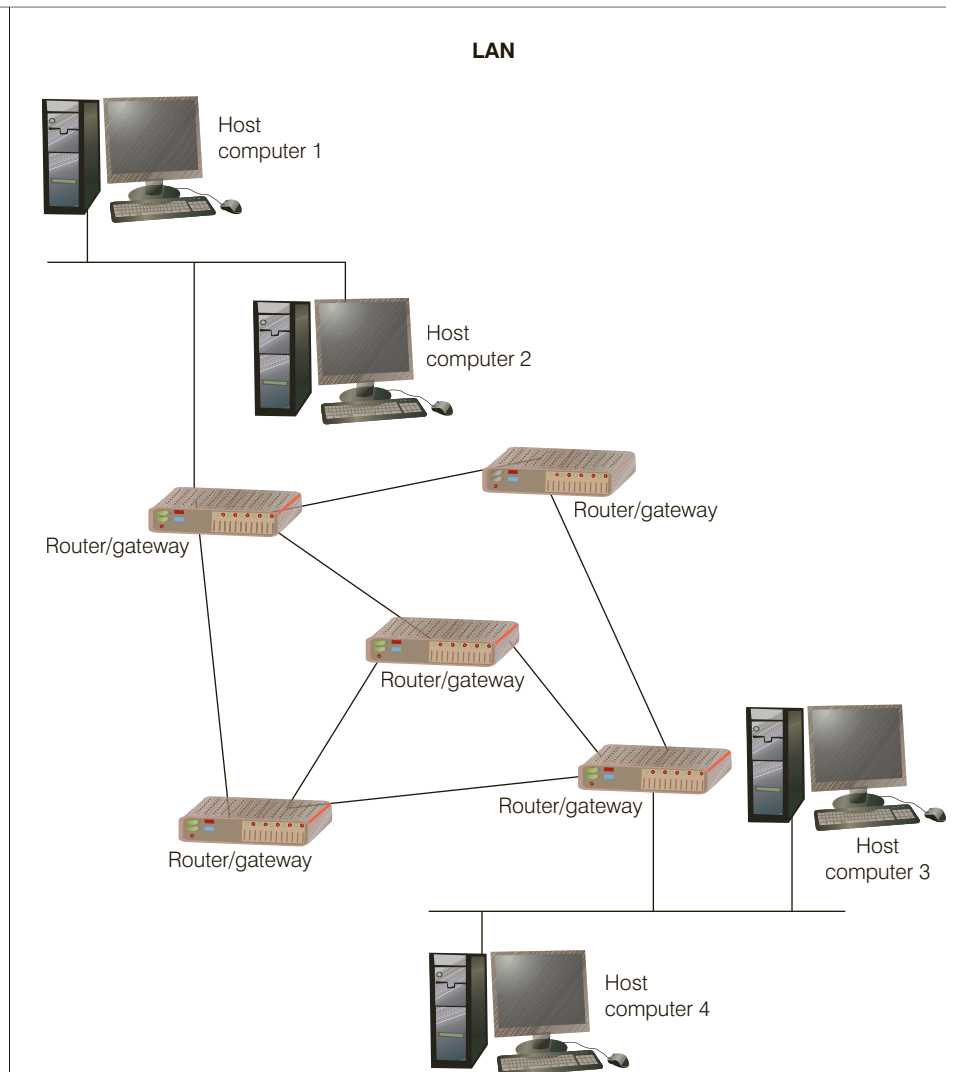 LAN
Host
computer 1
Host
computer 2
Router/gateway
Router/gateway
Router/gateway
Router/gateway
Router/gateway
Host
computer 3
Host
computer 4